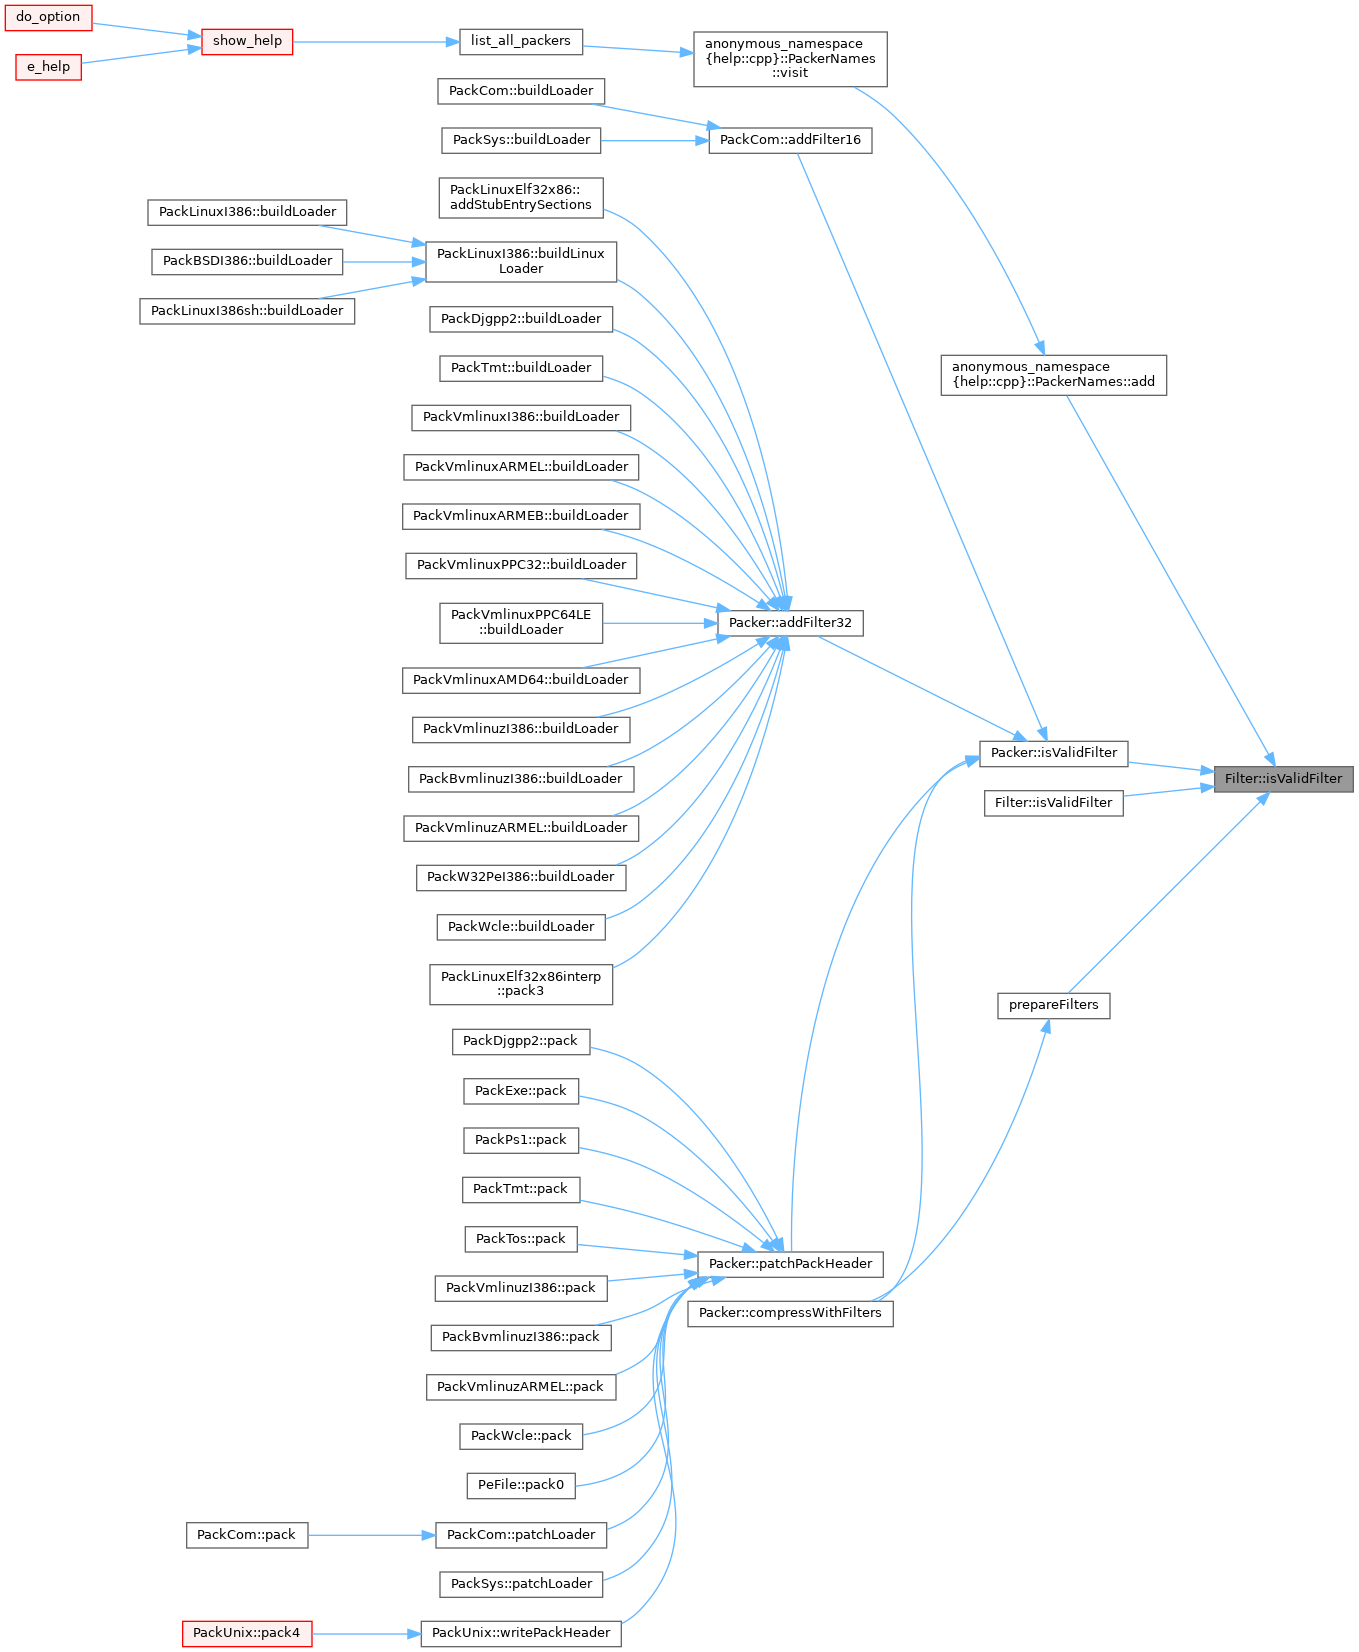 do_option
e_help
show_help
list_all_packers
anonymous_namespace
{help::cpp}::PackerNames
::visit
PackCom::buildLoader
PackSys::buildLoader
PackCom::addFilter16
PackLinuxElf32x86::
addStubEntrySections
PackLinuxI386::buildLoader
PackBSDI386::buildLoader
PackLinuxI386sh::buildLoader
PackLinuxI386::buildLinux
Loader
PackDjgpp2::buildLoader
PackTmt::buildLoader
PackVmlinuxI386::buildLoader
PackVmlinuxARMEL::buildLoader
PackVmlinuxARMEB::buildLoader
PackVmlinuxPPC32::buildLoader
PackVmlinuxPPC64LE
::buildLoader
PackVmlinuxAMD64::buildLoader
PackVmlinuzI386::buildLoader
PackBvmlinuzI386::buildLoader
PackVmlinuzARMEL::buildLoader
PackW32PeI386::buildLoader
PackWcle::buildLoader
PackLinuxElf32x86interp
::pack3
Packer::addFilter32
anonymous_namespace
{help::cpp}::PackerNames::add
Packer::isValidFilter
Filter::isValidFilter
Filter::isValidFilter
prepareFilters
PackDjgpp2::pack
PackExe::pack
PackPs1::pack
PackTmt::pack
PackTos::pack
PackVmlinuzI386::pack
PackBvmlinuzI386::pack
PackVmlinuzARMEL::pack
PackWcle::pack
PeFile::pack0
PackCom::pack
PackCom::patchLoader
PackSys::patchLoader
PackUnix::pack4
PackUnix::writePackHeader
Packer::patchPackHeader
Packer::compressWithFilters